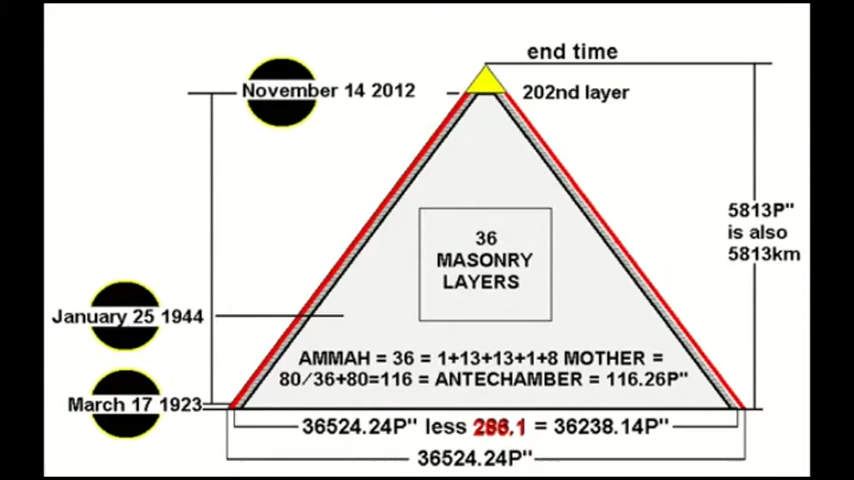 end time
November 14 2012
202nd layer
5813P"
is also
5813km
36
MASONRY
LAYERS
January 25 1944
AMMAH = 36 = 1+13+13+1+8 MOTHER =
80/36+80=116 = ANTECHAMBER = 116.26P"
March 17 1923
36524.24P" less 286.1 = 36238.14P"
36524.24P"